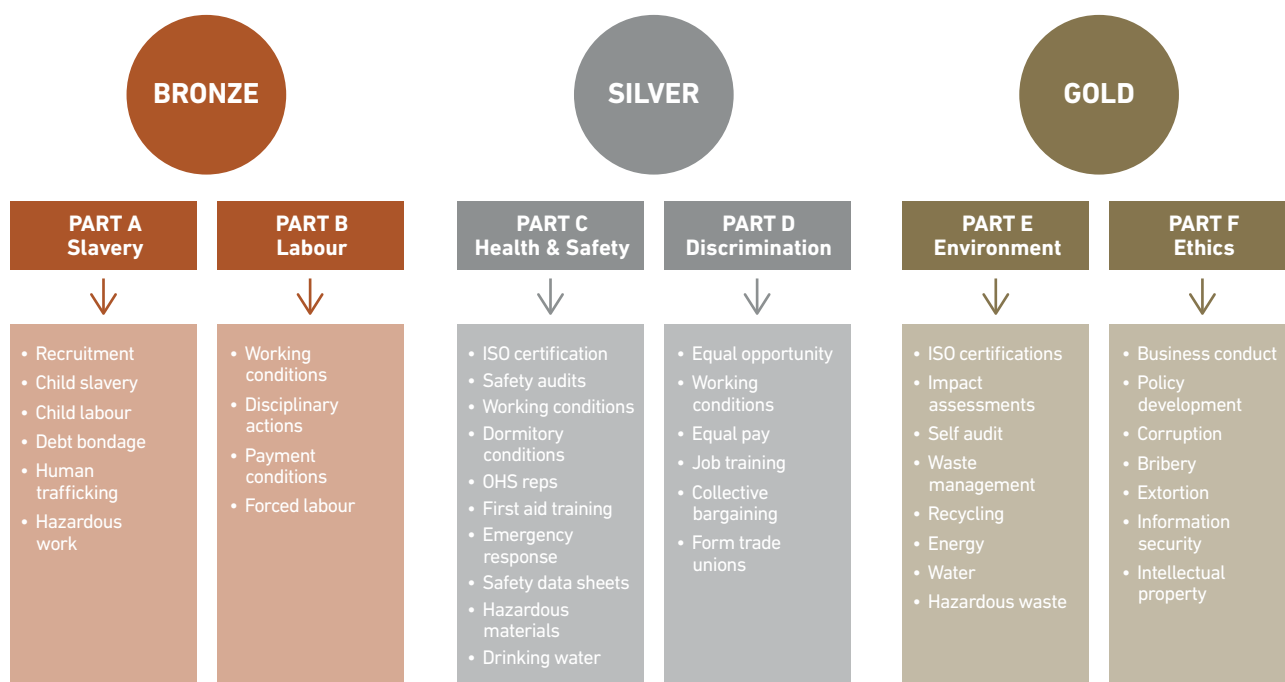 BRONZE
SILVER
GOLD
PART A
Slavery
PART B
Labour
PART C
Health & Safety
PART D
Discrimination
PART E
Environment
PART F
Ethics
• Recruitment
• Child slavery
• Child labour
• Debt bondage
• Human
trafficking
• Hazardous
work
• Working
conditions
• Disciplinary
actions
• Payment
conditions
• Forced labour
• ISO certification
• Safety audits
• Working conditions
• Dormitory
conditions
• OHS reps
• First aid training
• Emergency
response
• Safety data sheets
• Hazardous
materials
• Drinking water
• Equal opportunity
• Working
conditions
• Equal pay
• Job training
• Collective
bargaining
• Form trade
unions
• ISO certifications
• Impact
assessments
• Self audit
• Waste
management
• Recycling
• Energy
• Water
• Hazardous waste
• Business conduct
• Policy
development
• Corruption
• Bribery
• Extortion
• Information
security
• Intellectual
property